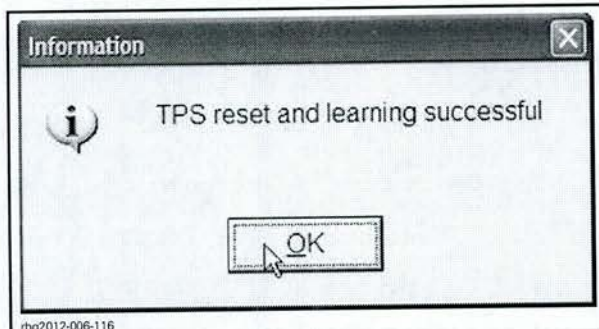 Information
TPS reset and learning successful
OK
rbg2012-006-116